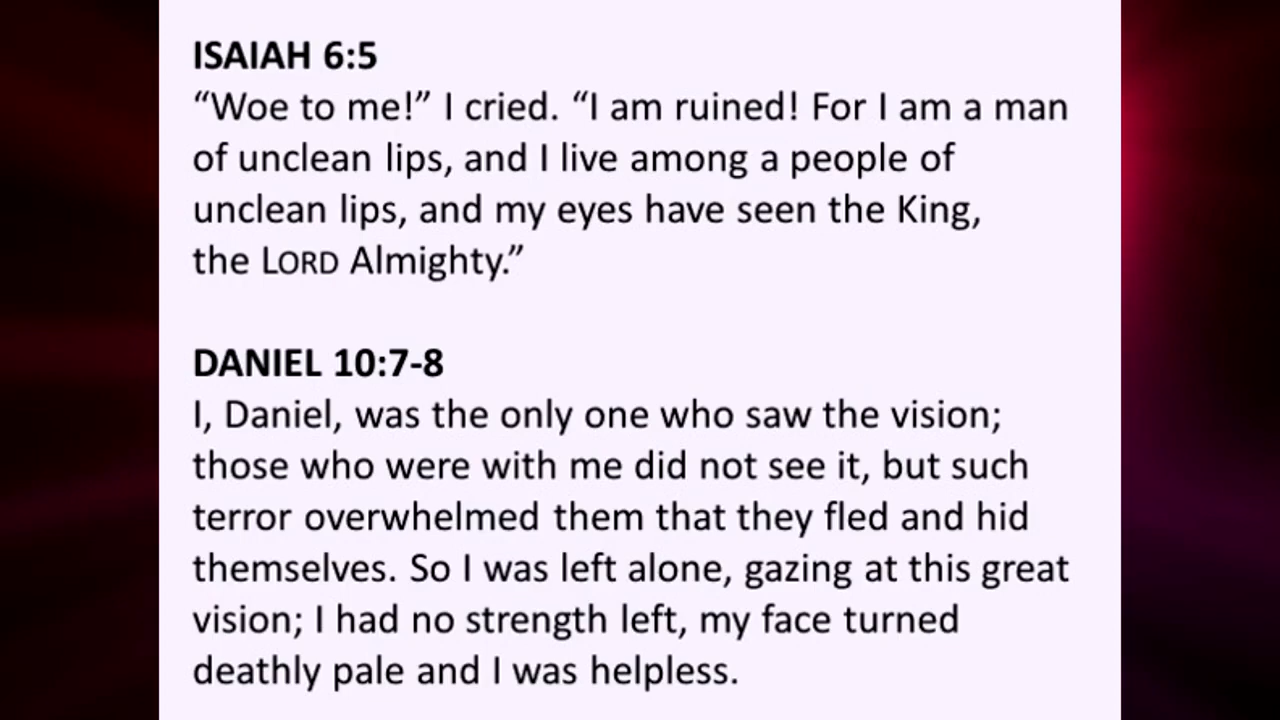 ISAIAH 6:5
“Woe to me!” I cried. “I am ruined! For I am a man
of unclean lips, and I live among a people of
unclean lips, and my eyes have seen the King,
the LORD Almighty.”
DANIEL 10:7-8
I, Daniel, was the only one who saw the vision;
those who were with me did not see it, but such
terror overwhelmed them that they fled and hid
themselves. So I was left alone, gazing at this great
vision; I had no strength left, my face turned
deathly pale and I was helpless.